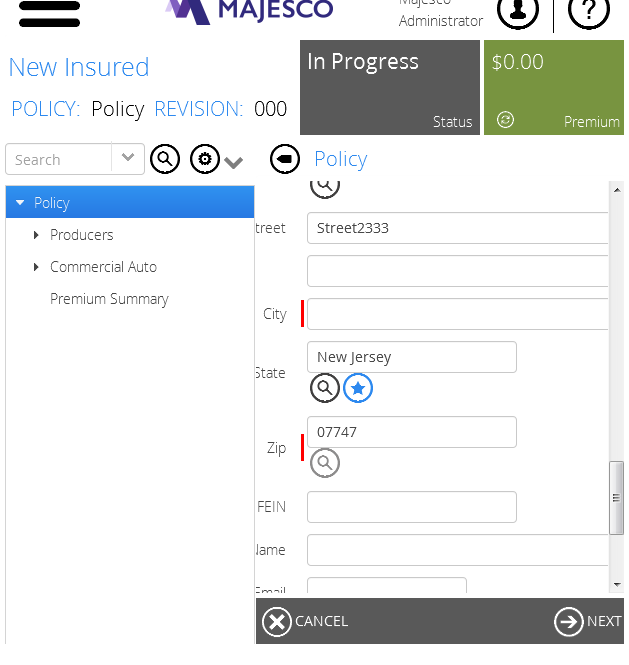 MAJESCO
Majesco
Administrator
?
New Insured
POLICY: Policy REVISION: 000
In Progress
Status
$0.00
Premium
Search
Policy
Policy
Producers
Commercial Auto
Premium Summary
treet
Street2333
City
State
New Jersey
Zip
07747
FEIN
Name
Email
CANCEL
NEXT